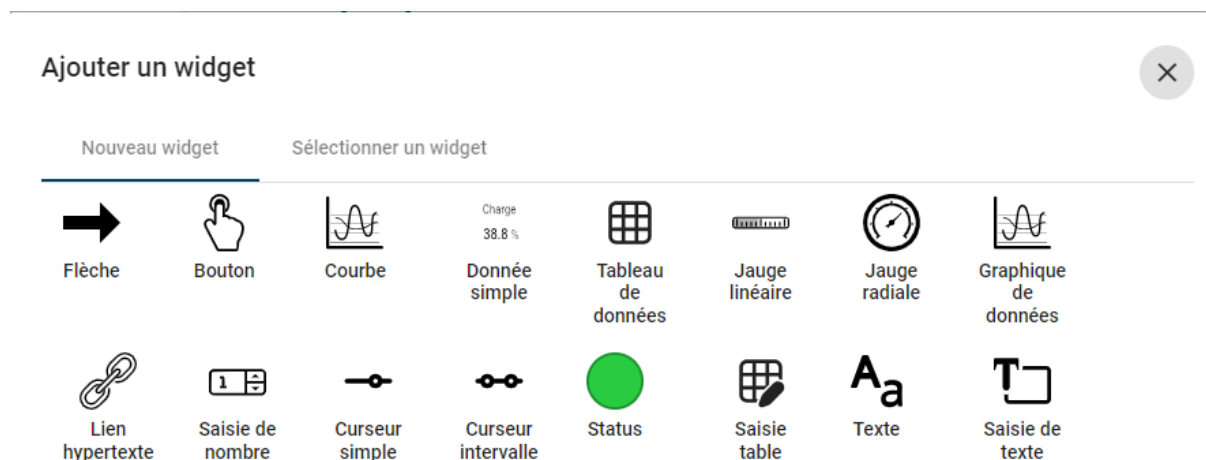 Ajouter un widget
Nouveau widget
Sélectionner un widget
Charge
38.8 %
Flèche
Bouton
Courbe
Donnée
simple
Tableau
de
données
Jauge
linéaire
Jauge
radiale
Graphique
de
données
1
Aa
T
Lien
hypertexte
Saisie de
nombre
Curseur
simple
Curseur
intervalle
Status
Saisie
table
Texte
Saisie de
texte